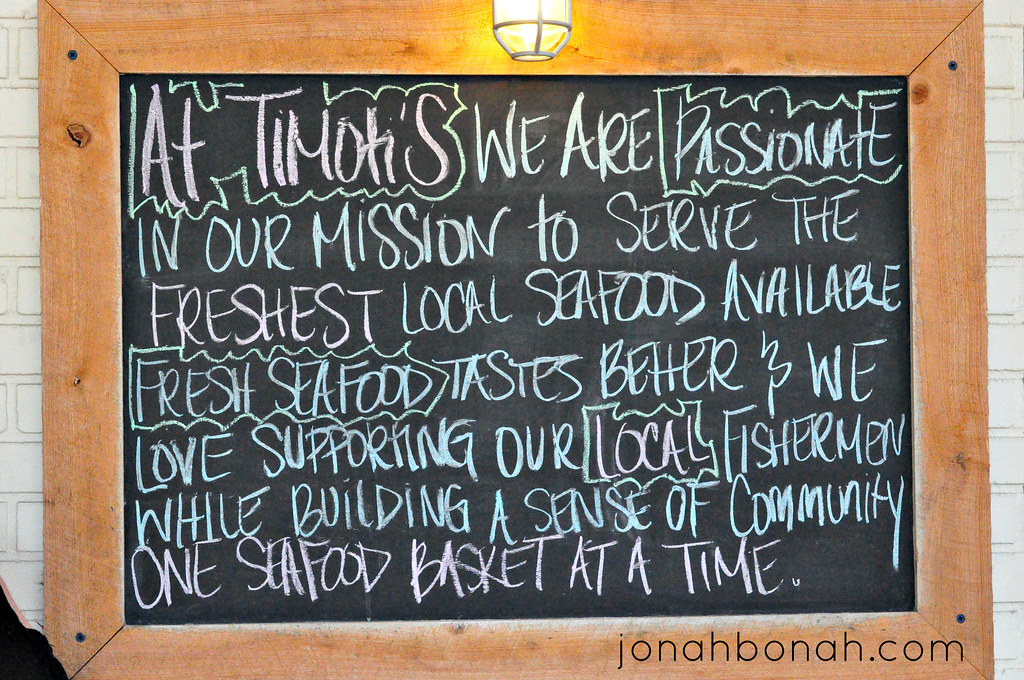 At TIMOti'S WE ARE PASSIONATE
IN OUR MISSION to SERVE THE
FRESHEST LOCAL SEAFOOD AVAILABLE
FRESH SEAFOOD TASTES BETTER & WE
LOVE SUPPORTING OUR LOCAL FISHERMEN
WHILE BUILDING A SENSE OF Community
ONE SEAFOOD BASKET AT A TIME.
jonahbonah.com